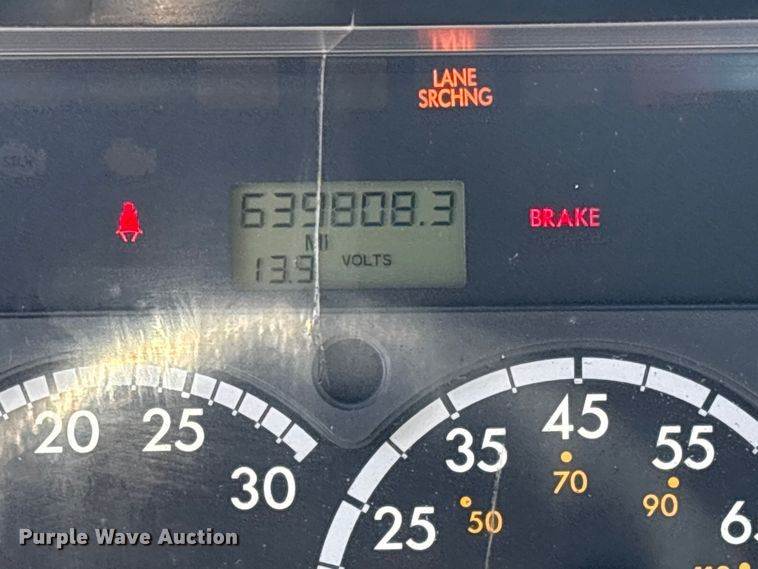 LANE
SRCHNG
639808.3
MI
BRAKE
13.9 VOLTS
20 25 30
25 35 45 55
50 70 90
Purple Wave Auction